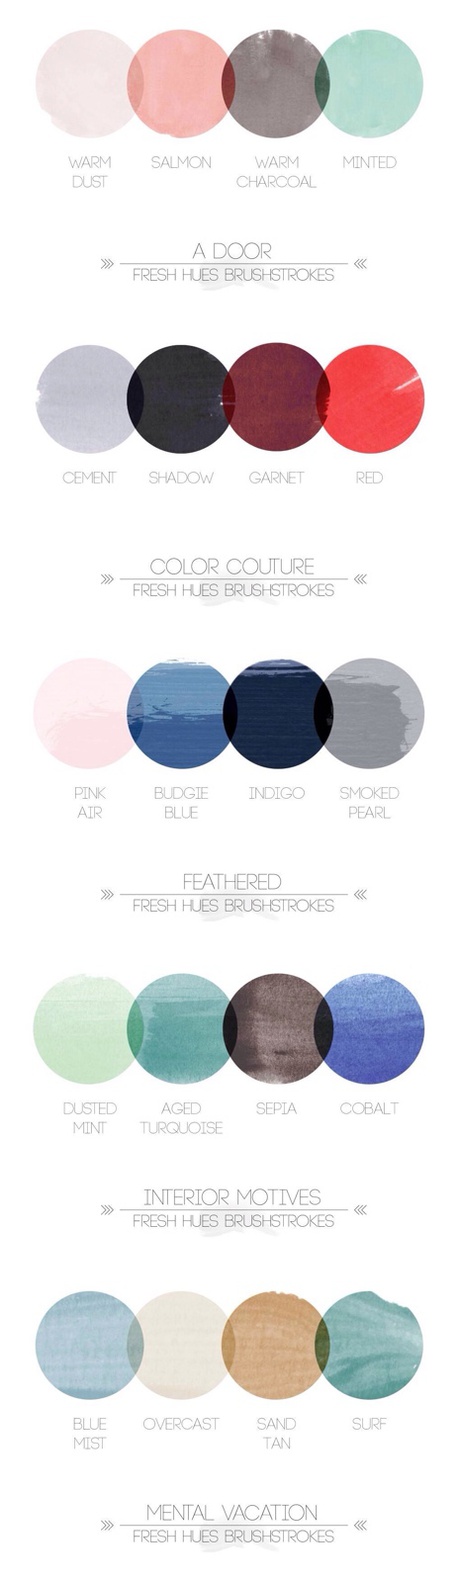 WARM DUST
SALMON
WARM CHARCOAL
MINTED
A DOOR
FRESH HUES BRUSHSTROKES
CEMENT
SHADOW
GARNET
RED
COLOR COUTURE
FRESH HUES BRUSHSTROKES
PINK AIR
BUDGIE BLUE
INDIGO
SMOKED PEARL
FEATHERED
FRESH HUES BRUSHSTROKES
DUSTED MINT
AGED TURQUOISE
SEPIA
COBALT
INTERIOR MOTIVES
FRESH HUES BRUSHSTROKES
BLUE MIST
OVERCAST
SAND TAN
SURF
MENTAL VACATION
FRESH HUES BRUSHSTROKES